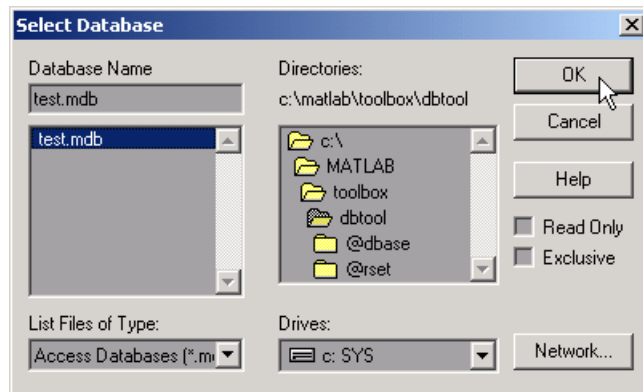 Select Database
Database Name
test.mdb
test.mdb
List Files of Type:
Access Databases (*.m
Directories:
c:\matlab\toolbox\dbtool
c:\
MATLAB
toolbox
dbtool
@dbase
@rset
Drives:
c: SYS
OK
Cancel
Help
Read Only
Exclusive
Network...